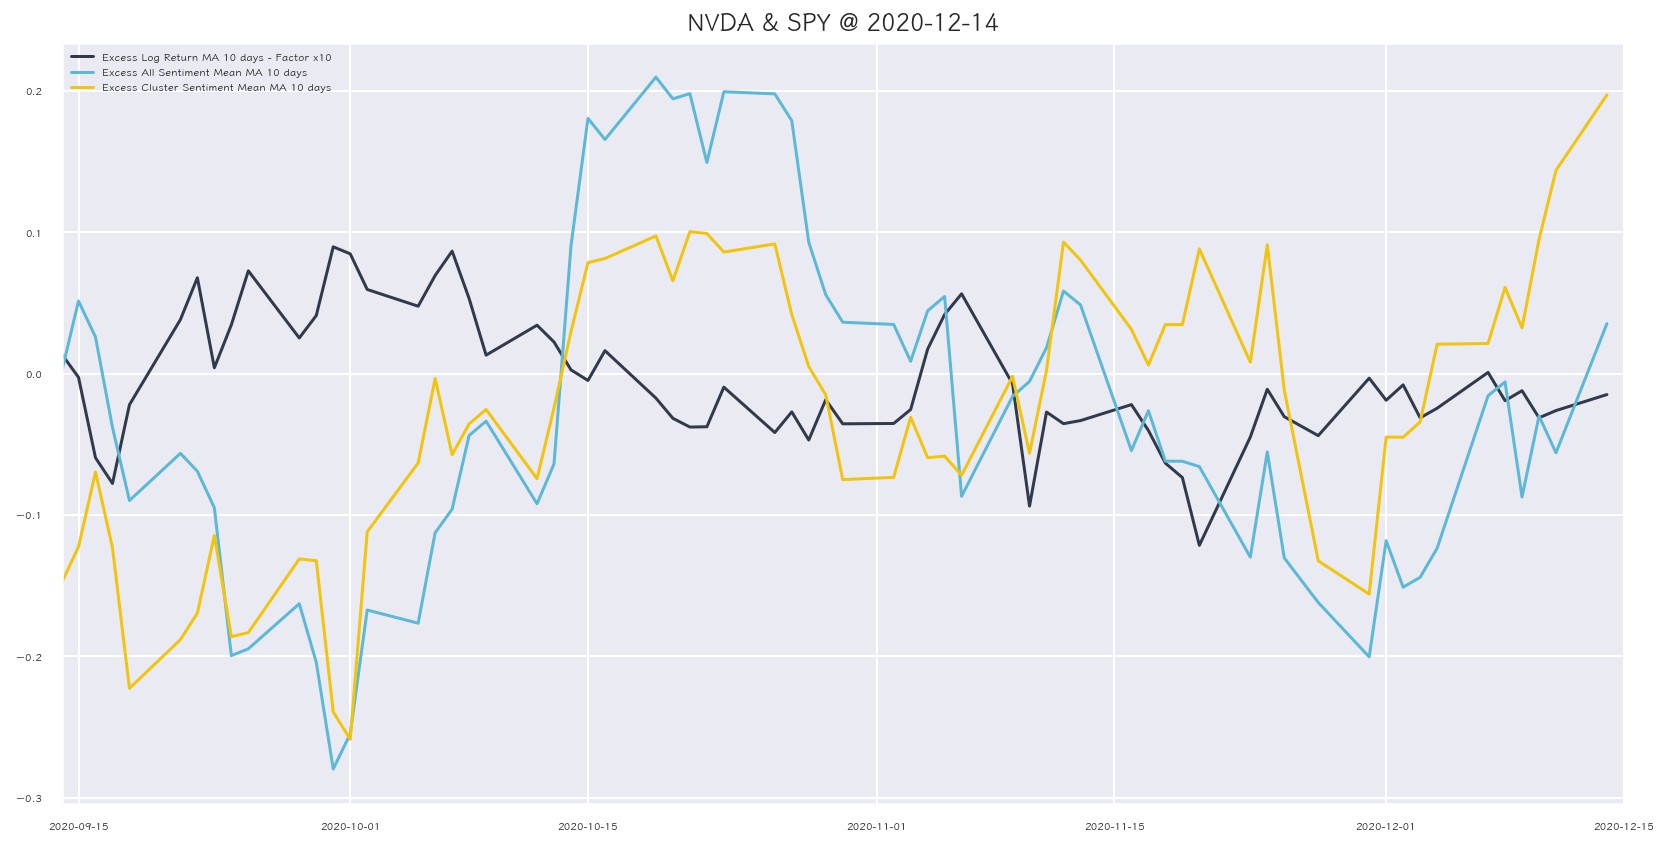 NVDA & SPY @ 2020-12-14
Excess Log Return MA 10 days - Factor x10
Excess All Sentiment Mean MA 10 days
Excess Cluster Sentiment Mean MA 10 days
0.2
0.1
0.0
−0.1
−0.2
−0.3
2020-09-15 2020-10-01 2020-10-15 2020-11-01 2020-11-15 2020-12-01 2020-12-15